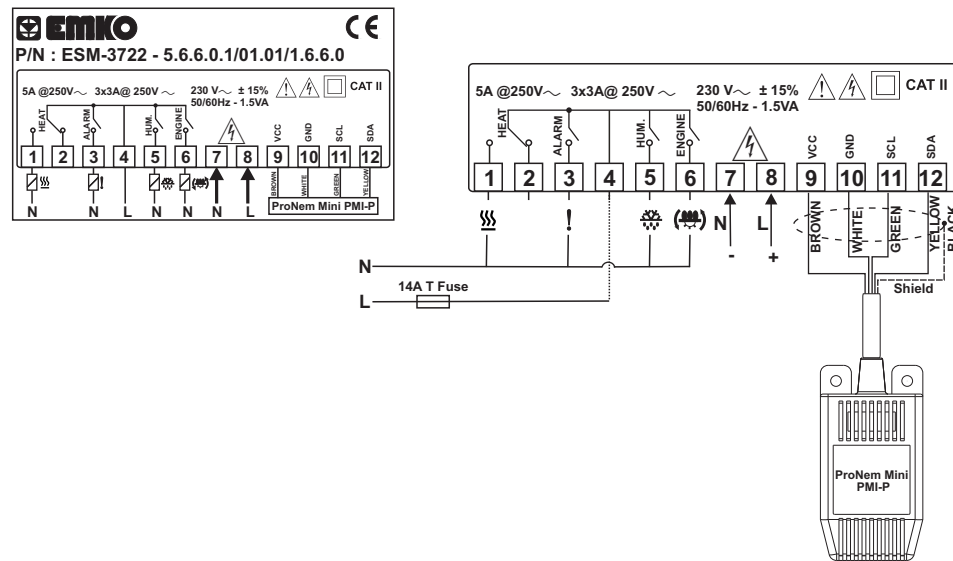 EMKO CE
P/N : ESM-3722 - 5.6.6.0.1/01.01/1.6.6.0
5A @250V～ 3x3A@ 250V ～ 230 V～ ± 15%
50/60Hz - 1.5VA
CAT II
HEAT ALARM HUM. ENGINE VCC GND SCL SDA
1 2 3 4 5 6 7 8 9 10 11 12
BROWN WHITE GREEN YELLOW
! 
N N L N N N L
ProNem Mini PMI-P
5A @250V～ 3x3A@ 250V ～ 230 V～ ± 15%
50/60Hz - 1.5VA
CAT II
HEAT ALARM HUM. ENGINE VCC GND SCL SDA
1 2 3 4 5 6 7 8 9 10 11 12
! N L
- +
BROWN WHITE GREEN YELLOW BLACK
N
14A T Fuse
L
Shield
ProNem Mini
PMI-P